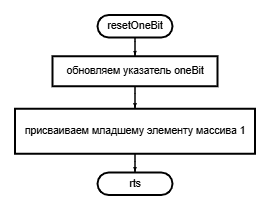 resetOneBit
обновляем указатель oneBit
присваиваем младшему элементу массива 1
rts